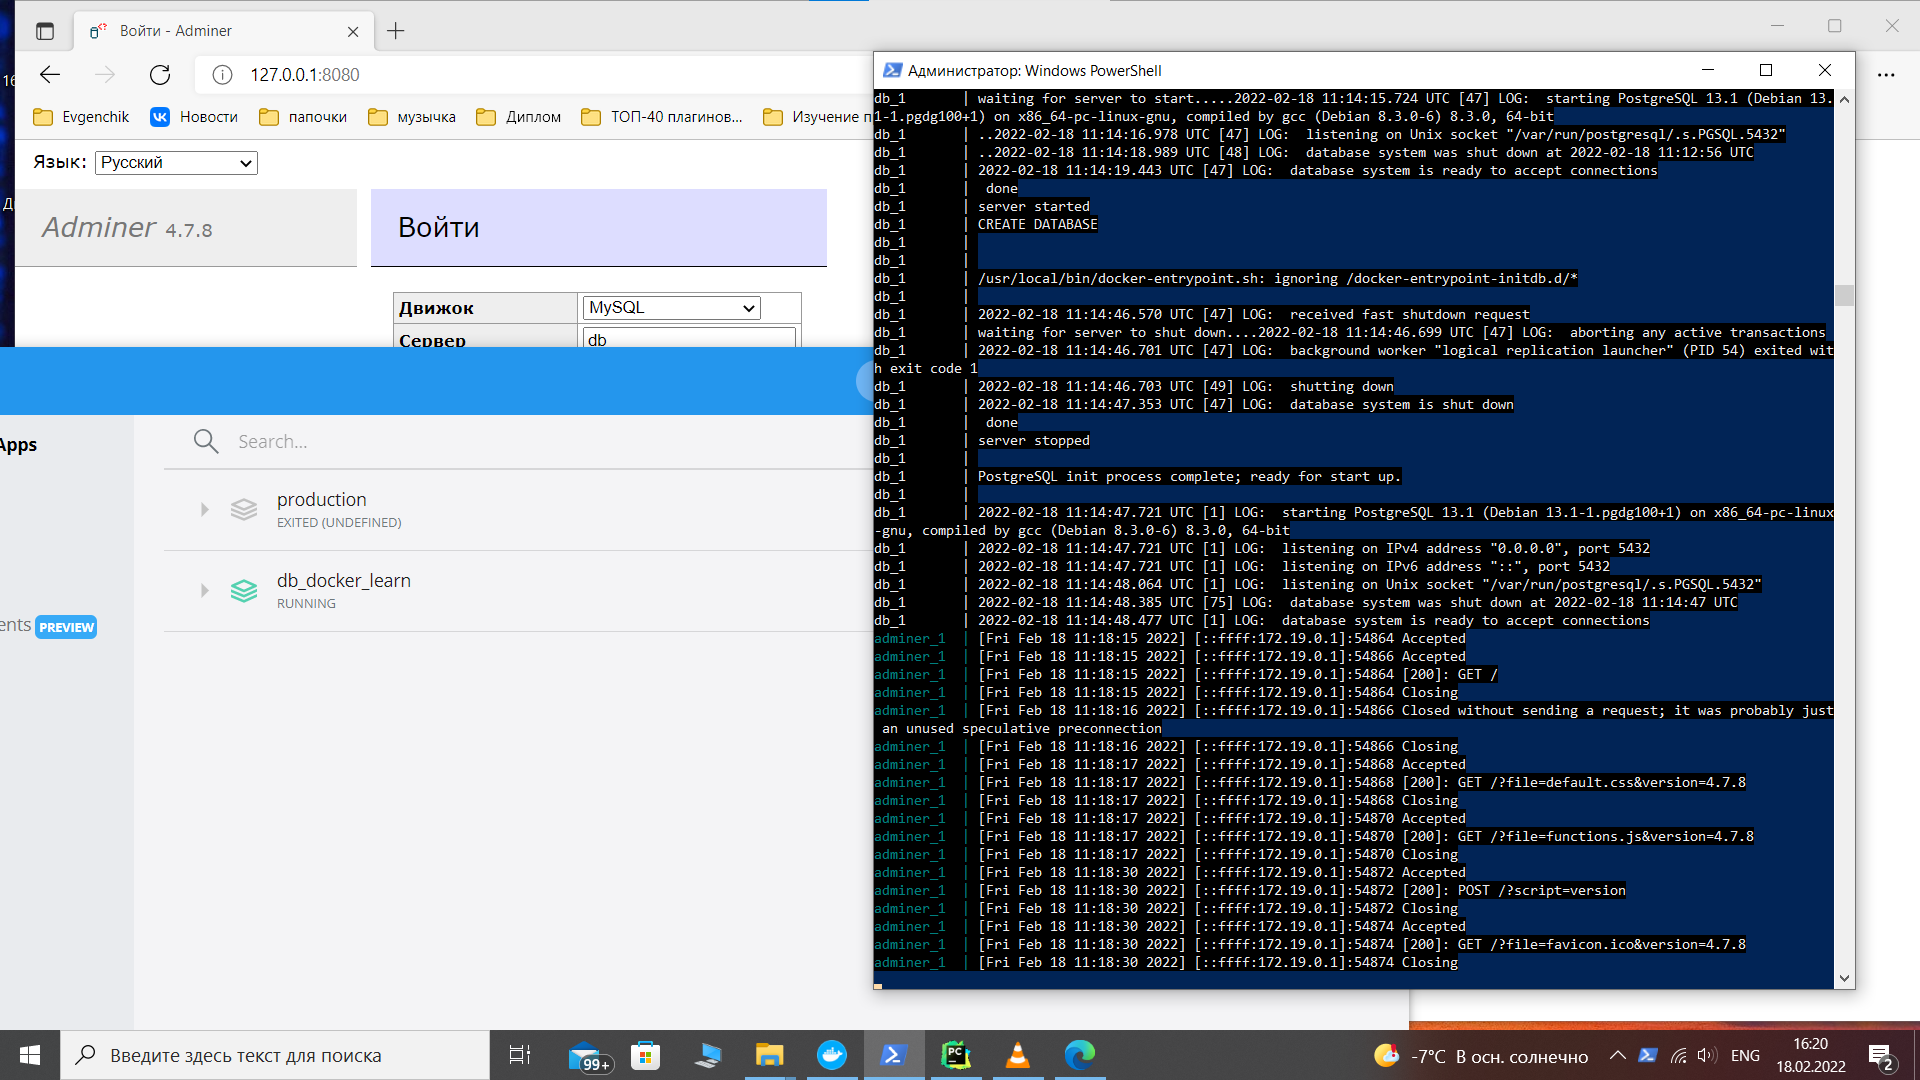 Войти - Adminer
127.0.0.1:8080
Evgenchik
Новости
папочки
музычка
Диплом
ТОП-40 плагинов...
Изучение п
Язык: Русский
Adminer 4.7.8
Войти
Движок MySQL
Сервер db
Apps
Search...
production
EXITED (UNDEFINED)
db_docker_learn
RUNNING
ents PREVIEW
Администратор: Windows PowerShell
db_1       | waiting for server to start.....2022-02-18 11:14:15.724 UTC [47] LOG:  starting PostgreSQL 13.1 (Debian 13.
1-1.pgdg100+1) on x86_64-pc-linux-gnu, compiled by gcc (Debian 8.3.0-6) 8.3.0, 64-bit
db_1       | ..2022-02-18 11:14:16.978 UTC [47] LOG:  listening on Unix socket "/var/run/postgresql/.s.PGSQL.5432"
db_1       | ..2022-02-18 11:14:18.989 UTC [48] LOG:  database system was shut down at 2022-02-18 11:12:56 UTC
db_1       | 2022-02-18 11:14:19.443 UTC [47] LOG:  database system is ready to accept connections
db_1       |  done
db_1       | server started
db_1       | CREATE DATABASE
db_1       |
db_1       |
db_1       | /usr/local/bin/docker-entrypoint.sh: ignoring /docker-entrypoint-initdb.d/*
db_1       |
db_1       | 2022-02-18 11:14:46.570 UTC [47] LOG:  received fast shutdown request
db_1       | waiting for server to shut down....2022-02-18 11:14:46.699 UTC [47] LOG:  aborting any active transactions
db_1       | 2022-02-18 11:14:46.701 UTC [47] LOG:  background worker "logical replication launcher" (PID 54) exited wit
h exit code 1
db_1       | 2022-02-18 11:14:46.703 UTC [49] LOG:  shutting down
db_1       | 2022-02-18 11:14:47.353 UTC [47] LOG:  database system is shut down
db_1       |  done
db_1       | server stopped
db_1       |
db_1       | PostgreSQL init process complete; ready for start up.
db_1       |
db_1       | 2022-02-18 11:14:47.721 UTC [1] LOG:  starting PostgreSQL 13.1 (Debian 13.1-1.pgdg100+1) on x86_64-pc-linux
-gnu, compiled by gcc (Debian 8.3.0-6) 8.3.0, 64-bit
db_1       | 2022-02-18 11:14:47.721 UTC [1] LOG:  listening on IPv4 address "0.0.0.0", port 5432
db_1       | 2022-02-18 11:14:47.721 UTC [1] LOG:  listening on IPv6 address "::", port 5432
db_1       | 2022-02-18 11:14:48.064 UTC [1] LOG:  listening on Unix socket "/var/run/postgresql/.s.PGSQL.5432"
db_1       | 2022-02-18 11:14:48.385 UTC [75] LOG:  database system was shut down at 2022-02-18 11:14:47 UTC
db_1       | 2022-02-18 11:14:48.477 UTC [1] LOG:  database system is ready to accept connections
adminer_1  | [Fri Feb 18 11:18:15 2022] [::ffff:172.19.0.1]:54864 Accepted
adminer_1  | [Fri Feb 18 11:18:15 2022] [::ffff:172.19.0.1]:54866 Accepted
adminer_1  | [Fri Feb 18 11:18:15 2022] [::ffff:172.19.0.1]:54864 [200]: GET /
adminer_1  | [Fri Feb 18 11:18:15 2022] [::ffff:172.19.0.1]:54864 Closing
adminer_1  | [Fri Feb 18 11:18:16 2022] [::ffff:172.19.0.1]:54866 Closed without sending a request; it was probably just
 an unused speculative preconnection
adminer_1  | [Fri Feb 18 11:18:16 2022] [::ffff:172.19.0.1]:54866 Closing
adminer_1  | [Fri Feb 18 11:18:17 2022] [::ffff:172.19.0.1]:54868 Accepted
adminer_1  | [Fri Feb 18 11:18:17 2022] [::ffff:172.19.0.1]:54868 [200]: GET /?file=default.css&version=4.7.8
adminer_1  | [Fri Feb 18 11:18:17 2022] [::ffff:172.19.0.1]:54868 Closing
adminer_1  | [Fri Feb 18 11:18:17 2022] [::ffff:172.19.0.1]:54870 Accepted
adminer_1  | [Fri Feb 18 11:18:17 2022] [::ffff:172.19.0.1]:54870 [200]: GET /?file=functions.js&version=4.7.8
adminer_1  | [Fri Feb 18 11:18:17 2022] [::ffff:172.19.0.1]:54870 Closing
adminer_1  | [Fri Feb 18 11:18:30 2022] [::ffff:172.19.0.1]:54872 Accepted
adminer_1  | [Fri Feb 18 11:18:30 2022] [::ffff:172.19.0.1]:54872 [200]: POST /?script=version
adminer_1  | [Fri Feb 18 11:18:30 2022] [::ffff:172.19.0.1]:54872 Closing
adminer_1  | [Fri Feb 18 11:18:30 2022] [::ffff:172.19.0.1]:54874 Accepted
adminer_1  | [Fri Feb 18 11:18:30 2022] [::ffff:172.19.0.1]:54874 [200]: GET /?file=favicon.ico&version=4.7.8
adminer_1  | [Fri Feb 18 11:18:30 2022] [::ffff:172.19.0.1]:54874 Closing
Введите здесь текст для поиска
99+
-7°C В осн. солнечно
ENG
16:20
18.02.2022
2